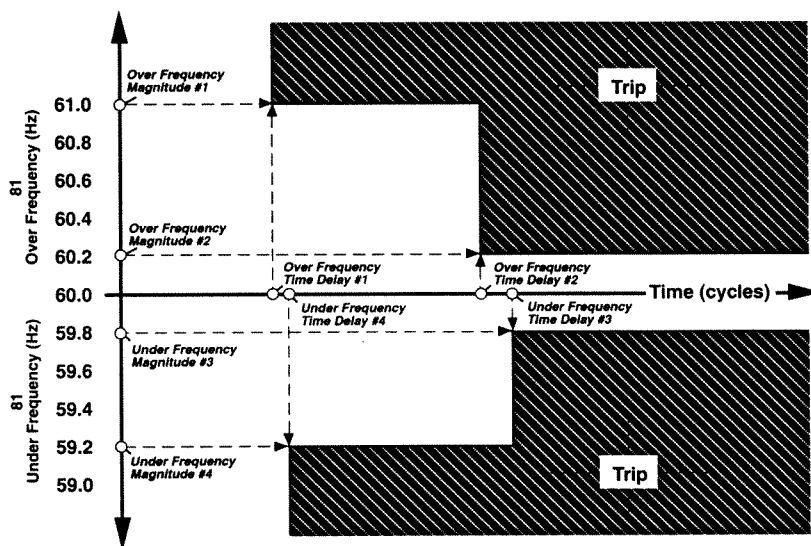 Over Frequency
Magnitude #1
Trip
61.0
60.8
60.6
60.4
60.2
60.0
59.8
59.6
59.4
59.2
59.0
81
Over Frequency (Hz)
81
Under Frequency (Hz)
Over Frequency
Magnitude #2
Over Frequency
Time Delay #1
Over Frequency
Time Delay #2
Time (cycles)
Under Frequency
Time Delay #4
Under Frequency
Time Delay #3
Under Frequency
Magnitude #3
Under Frequency
Magnitude #4
Trip